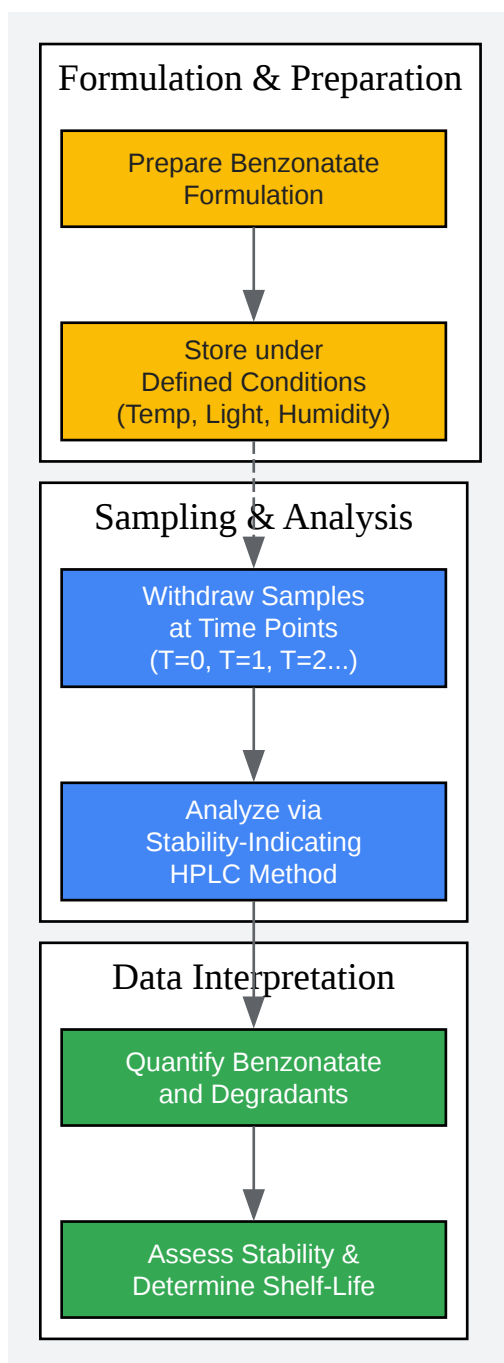 Formulation & Preparation
Prepare Benzonatate
Formulation
Store under
Defined Conditions
(Temp, Light, Humidity)
Sampling & Analysis
Withdraw Samples
at Time Points
(T=0, T=1, T=2...)
Analyze via
Stability-Indicating
HPLC Method
Data Interpretation
Quantify Benzonatate
and Degradants
Assess Stability &
Determine Shelf-Life